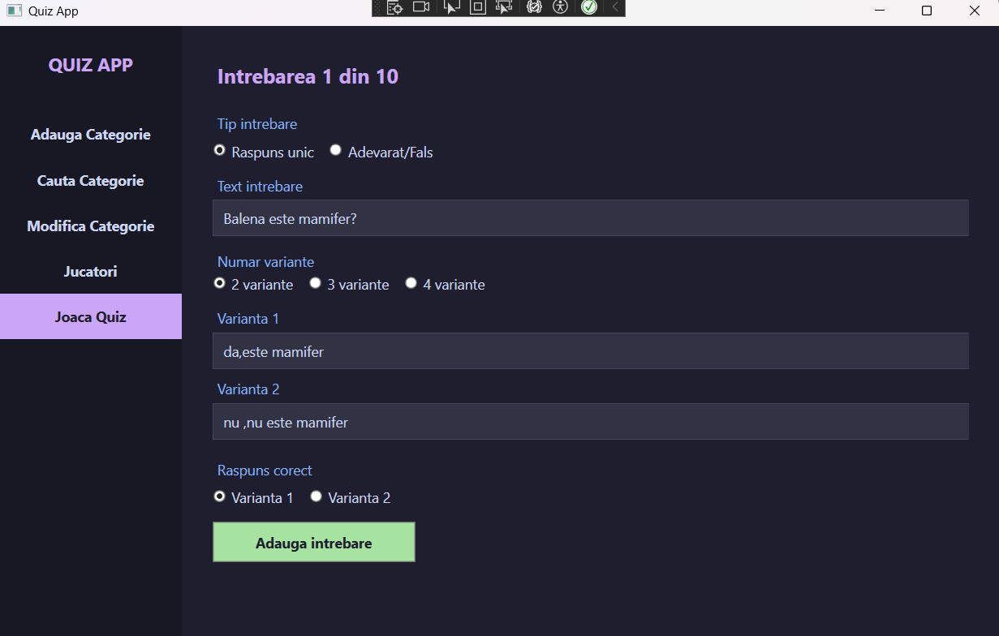 Quiz App
QUIZ APP
Adauga Categorie
Cauta Categorie
Modifica Categorie
Jucatori
Joaca Quiz
Intrebarea 1 din 10
Tip intrebare
Raspuns unic Adevarat/Fals
Text intrebare
Balena este mamifer?
Numar variante
2 variante 3 variante 4 variante
Varianta 1
da,este mamifer
Varianta 2
nu ,nu este mamifer
Raspuns corect
Varianta 1 Varianta 2
Adauga intrebare